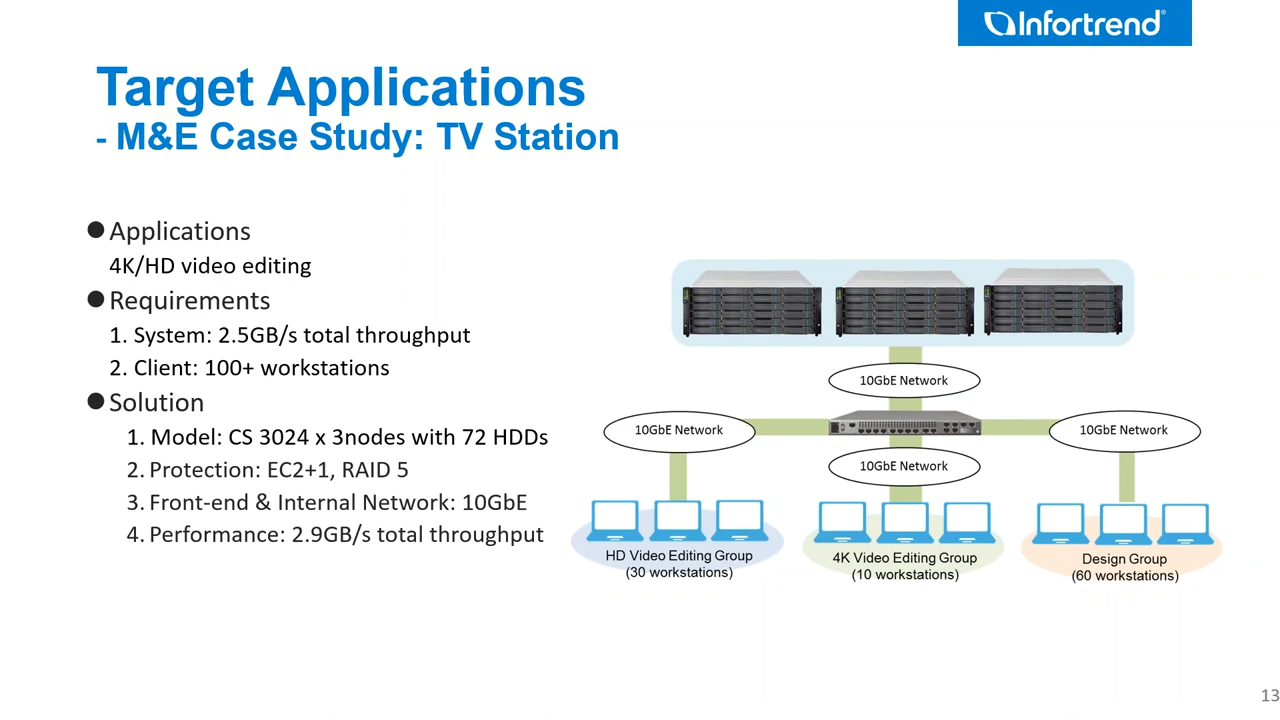 Infortrend®
Target Applications
- M&E Case Study: TV Station
● Applications
4K/HD video editing
● Requirements
1. System: 2.5GB/s total throughput
2. Client: 100+ workstations
● Solution
1. Model: CS 3024 x 3nodes with 72 HDDs
2. Protection: EC2+1, RAID 5
3. Front-end & Internal Network: 10GbE
4. Performance: 2.9GB/s total throughput
10GbE Network
10GbE Network
10GbE Network
10GbE Network
HD Video Editing Group
(30 workstations)
4K Video Editing Group
(10 workstations)
Design Group
(60 workstations)
13